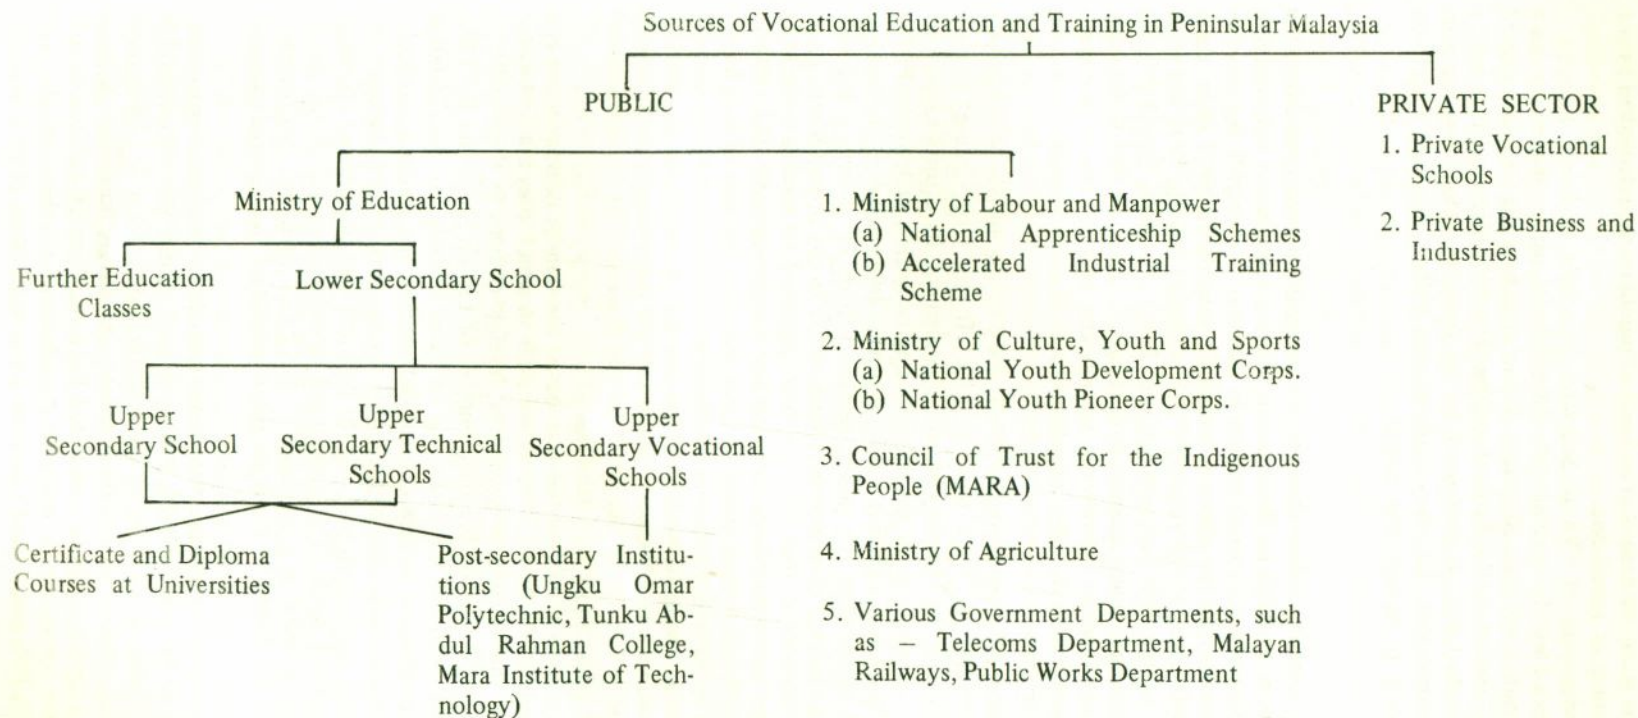 Sources of Vocational Education and Training in Peninsular Malaysia
PUBLIC
PRIVATE SECTOR
1. Private Vocational
Schools
2. Private Business and
Industries
Ministry of Education
Further Education
Classes
Lower Secondary School
Upper
Secondary School
Upper
Secondary Technical
Schools
Upper
Secondary Vocational
Schools
Certificate and Diploma
Courses at Universities
Post-secondary Institu-
tions (Ungku Omar
Polytechnic, Tunku Ab-
dul Rahman College,
Mara Institute of Tech-
nology)
1. Ministry of Labour and Manpower
(a) National Apprenticeship Schemes
(b) Accelerated Industrial Training
Scheme
2. Ministry of Culture, Youth and Sports
(a) National Youth Development Corps.
(b) National Youth Pioneer Corps.
3. Council of Trust for the Indigenous
People (MARA)
4. Ministry of Agriculture
5. Various Government Departments, such
as – Telecoms Department, Malayan
Railways, Public Works Department